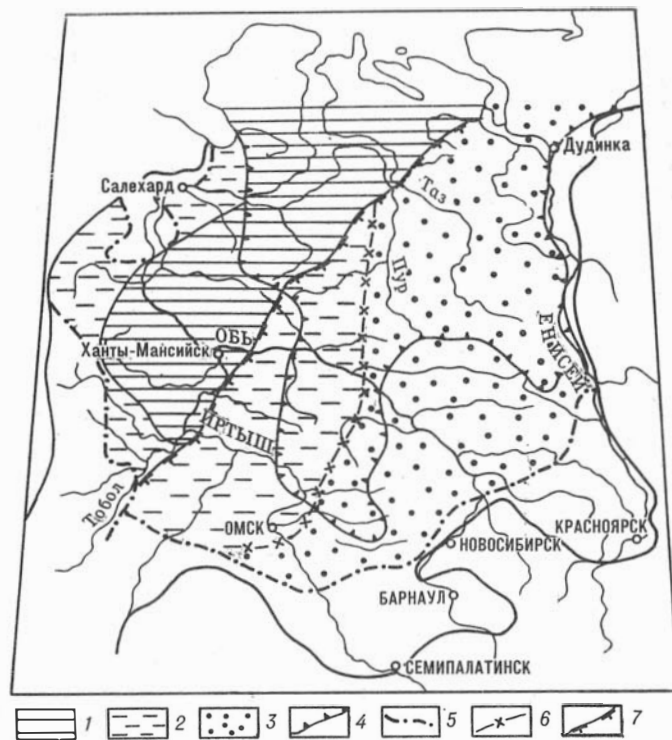 Дудинка
Салехард
Таз
Пур
ОБЬ
Ханты-Мансийск
ЕНИСЕЙ
ИРТЫШ
Тобол
ОМСК
КРАСНОЯРСК
НОВОСИБИРСК
БАРНАУЛ
СЕМИПАЛАТИНСК
1 2 3 4 5 6 7